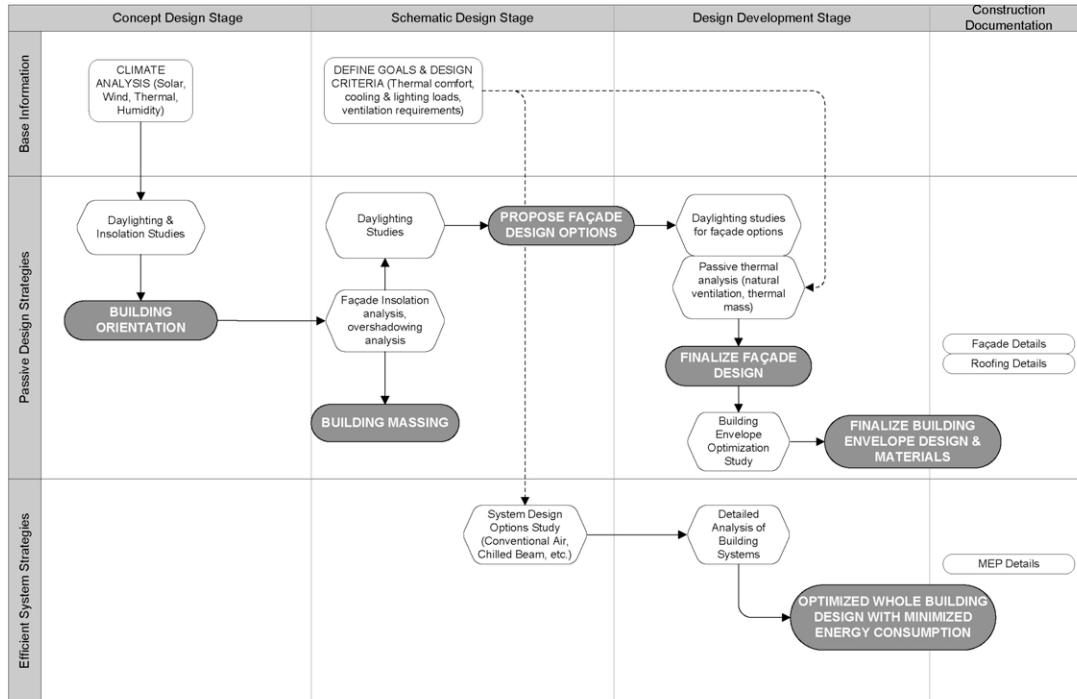 Concept Design Stage
Schematic Design Stage
Design Development Stage
Construction
Documentation
Base Information
CLIMATE
ANALYSIS (Solar,
Wind, Thermal,
Humidity)
DEFINE GOALS & DESIGN
CRITERIA (Thermal comfort,
cooling & lighting loads,
ventilation requirements)
Passive Design Strategies
Daylighting &
Insolation Studies
BUILDING
ORIENTATION
Daylighting
Studies
Façade Insolation
analysis,
overshadowing
analysis
BUILDING MASSING
PROPOSE FAÇADE
DESIGN OPTIONS
Daylighting studies
for façade options
Passive thermal
analysis (natural
ventilation, thermal
mass)
FINALIZE FAÇADE
DESIGN
Building
Envelope
Optimization
Study
FINALIZE BUILDING
ENVELOPE DESIGN &
MATERIALS
Façade Details
Roofing Details
Efficient System Strategies
System Design
Options Study
(Conventional Air,
Chilled Beam, etc.)
Detailed
Analysis of
Building
Systems
MEP Details
OPTIMIZED WHOLE BUILDING
DESIGN WITH MINIMIZED
ENERGY CONSUMPTION